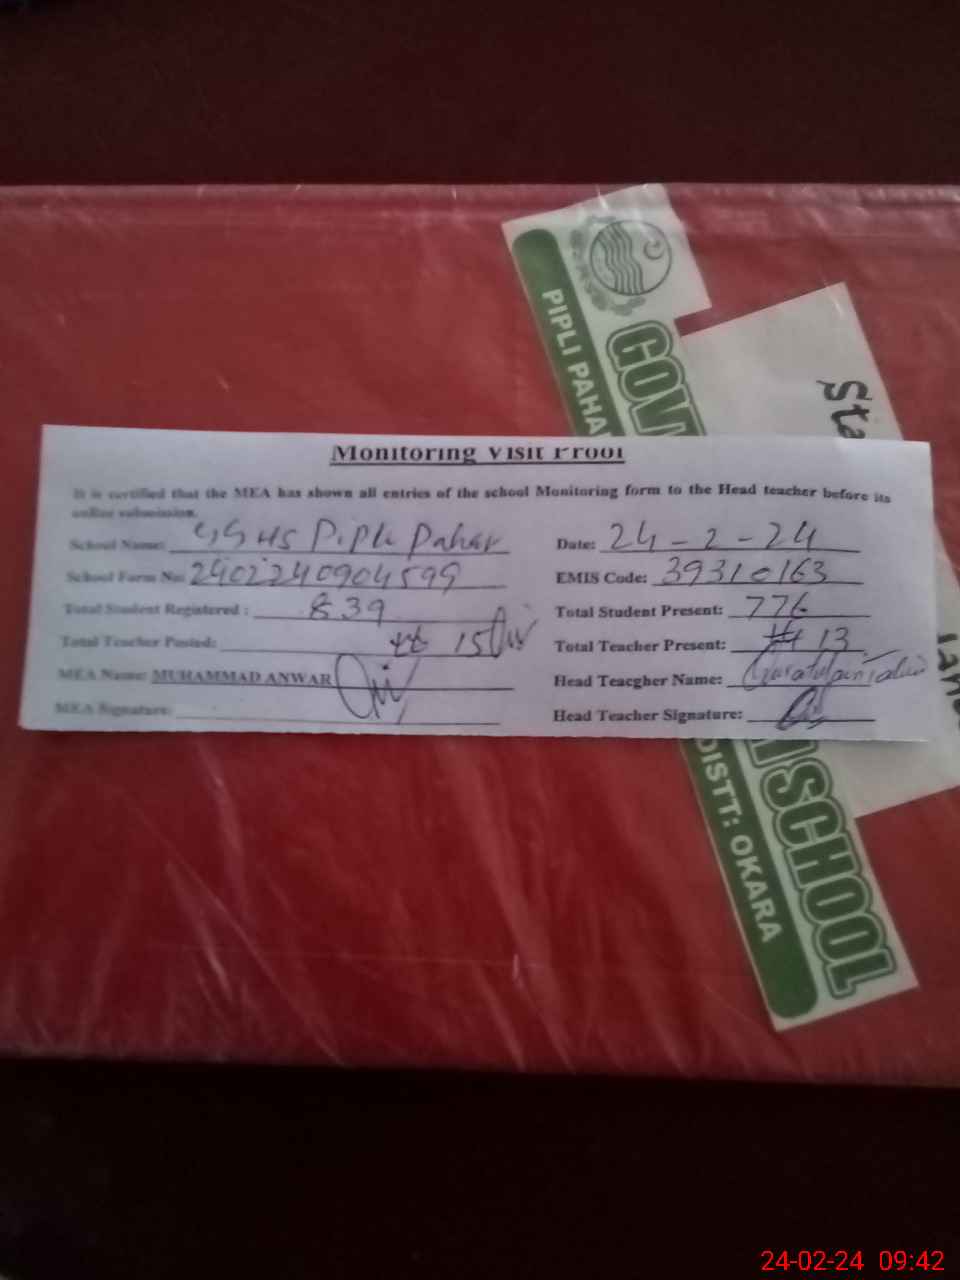 GOV
PIPLI PAHA
Sta
Monitoring Visit Proof
It is certified that the MEA has shown all entries of the school Monitoring form to the Head teacher before its
online submission.
School Name: GGHS Pipli Pahar Date: 24-2-24
School Form No: 2402240904599 EMIS Code: 39310163
Total Student Registered : 839 Total Student Present: 776
Total Teacher Posted: 15 Total Teacher Present: 13
MEA Name: MUHAMMAD ANWAR Head Teacgher Name:
MEA Signature: Head Teacher Signature:
SCHOOL
DISTT: OKARA
24-02-24 09:42